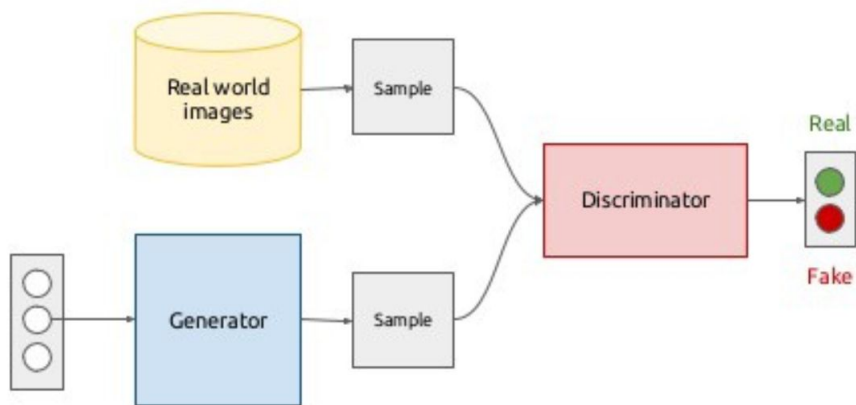 Real world
images
Sample
Real
Discriminator
Fake
Generator
Sample